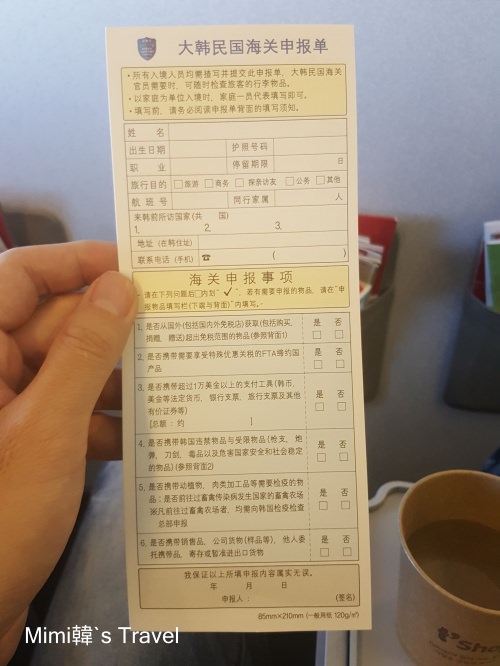 大韩民国海关申报单
·所有入境人员均需填写并提交此申报单, 大韩民国海关
官员需要时, 可随时检查旅客的行李物品。
·以家庭为单位入境时, 家庭一员代表填写即可。
·填写前, 请务必阅读申报单背面的填写须知。
姓 名
出生日期 护照号码
职 业 停留期限 日
旅行目的 □旅游 □商务 □探亲访友 □公务 □其他
航班号 同行家属 人
来韩前所访国家(共 国)
1. 2. 3.
地址 (在韩住址)
联系电话 (手机) ☎ ( )
海关申报事项
·请在下列问题后□内划"✓", 若有需要申报的物品, 请在"申
报物品填写栏(下端与背面)"内填写。
是 否
1. 是否从国外(包括国内外免税店)获取(包括购买,
捐赠, 赠送)超出免税范围的物品(参照背面1) □ □
2. 是否携带需要享受特殊优惠关税的FTA缔约国 是 否
产品 □ □
3. 是否携带超过1万美金以上的支付工具(韩币,
美金等法定货币, 银行支票, 旅行支票及其他 是 否
有价证券等) □ □
[总额 : 约 ]
4. 是否携带韩国违禁物品与受限物品(枪支, 炮
弹, 刀剑, 毒品以及危害国家安全和社会稳定 是 否
的物品)(参照背面2) □ □
5. 是否携带动植物, 肉类加工品等需要检疫的物
品;是否前往过畜禽传染病发生国家的畜禽农场 是 否
※凡前往过畜禽农场者, 均需向韩国检疫检查 □ □
总部申报
6. 是否携带销售品, 公司货物(样品等), 他人委 是 否
托携带品, 寄存或暂准进出口货物 □ □
我保证以上所填申报内容属实无误。
年 月 日
申报人 : (签名)
85mm×210mm (一般用纸 120g/㎡)
Mimi韓`s Travel